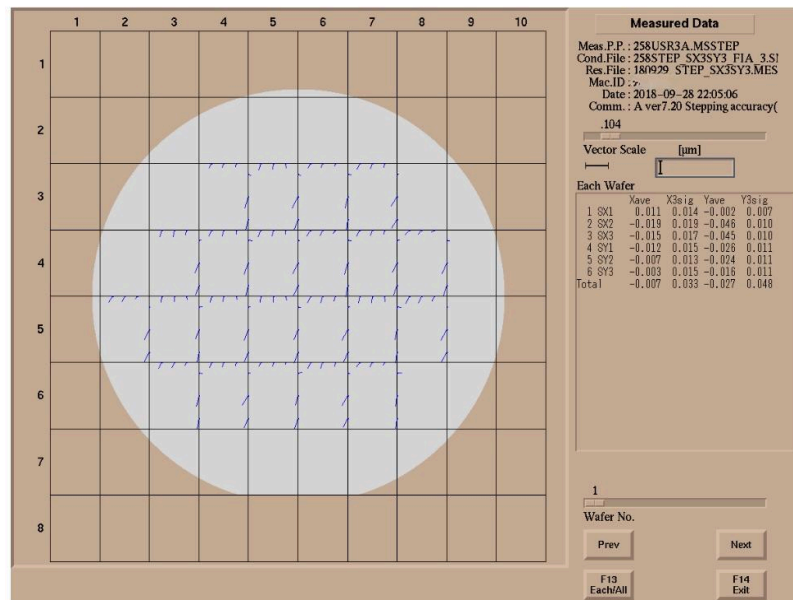 1 2 3 4 5 6 7 8 9 10
1
2
3
4
5
6
7
8
Measured Data
Meas.P.P. : 258USR3A.MSSTEP
Cond.File : 258STEP_SX3SY3_FIA_3.SI
Res.File : 180929_STEP_SX3SY3.MES
Mac.ID :
Date : 2018-09-28 22:05:06
Comm. : A ver7.20 Stepping accuracy(
.104
Vector Scale [μm]
Each Wafer
Xave X3sig Yave Y3sig
1 SX1 0.011 0.014 -0.002 0.007
2 SX2 -0.019 0.019 -0.046 0.010
3 SX3 -0.015 0.017 -0.045 0.010
4 SY1 -0.012 0.015 -0.026 0.011
5 SY2 -0.007 0.013 -0.024 0.011
6 SY3 -0.003 0.015 -0.016 0.011
Total -0.007 0.033 -0.027 0.048
1
Wafer No.
Prev Next
F13 F14
Each/All Exit